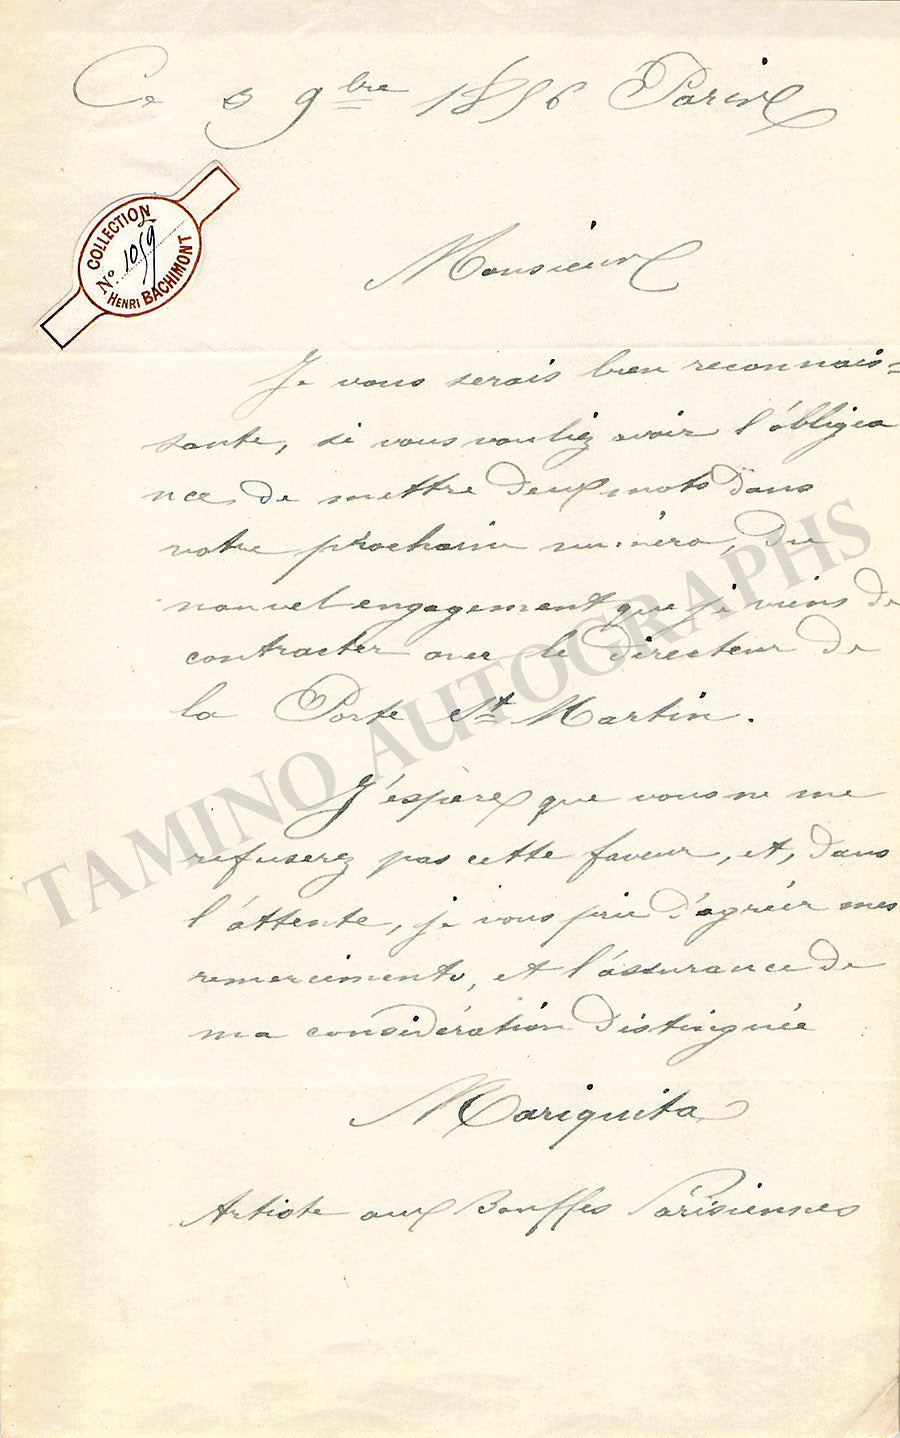 Ce 9 9bre 1856 Paris
COLLECTION
No 1059
HENRI BACHIMONT
Monsieur
Je vous serais bien reconnais=
sante, si vous vouliez avoir l'obligea
nce, de mettre deux mots dans
votre prochain numéro, du
nouvel engagement que je viens de
contracter avec le directeur de
la Porte St Martin.
J'espère que vous ne me
refuserez pas cette faveur, et, dans
l'attente, je vous prie d'agréer mes
remerciments, et l'assurance de
ma considération distinguée
Mariquita
Artiste aux Bouffes Parisiennes
TAMINO AUTOGRAPHS